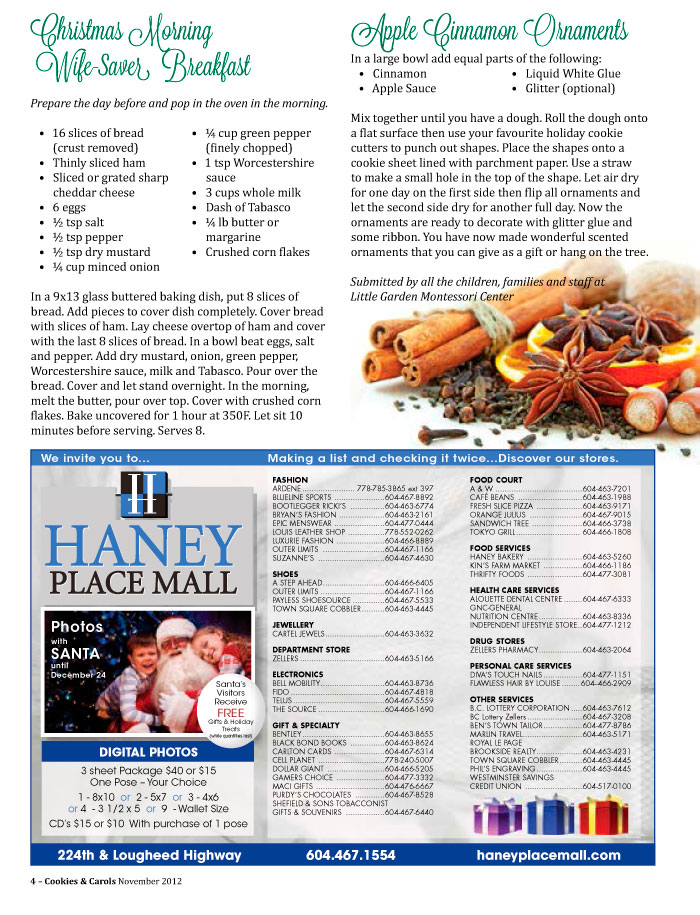 Christmas Morning
Wife-Saver Breakfast
Prepare the day before and pop in the oven in the morning.
• 16 slices of bread
(crust removed)
• Thinly sliced ham
• Sliced or grated sharp
cheddar cheese
• 6 eggs
• ½ tsp salt
• ½ tsp pepper
• ½ tsp dry mustard
• ¼ cup minced onion
• ¼ cup green pepper
(finely chopped)
• 1 tsp Worcestershire
sauce
• 3 cups whole milk
• Dash of Tabasco
• ¼ lb butter or
margarine
• Crushed corn flakes
In a 9x13 glass buttered baking dish, put 8 slices of
bread. Add pieces to cover dish completely. Cover bread
with slices of ham. Lay cheese overtop of ham and cover
with the last 8 slices of bread. In a bowl beat eggs, salt
and pepper. Add dry mustard, onion, green pepper,
Worcestershire sauce, milk and Tabasco. Pour over the
bread. Cover and let stand overnight. In the morning,
melt the butter, pour over top. Cover with crushed corn
flakes. Bake uncovered for 1 hour at 350F. Let sit 10
minutes before serving. Serves 8.
Apple Cinnamon Ornaments
In a large bowl add equal parts of the following:
• Cinnamon
• Apple Sauce
• Liquid White Glue
• Glitter (optional)
Mix together until you have a dough. Roll the dough onto
a flat surface then use your favourite holiday cookie
cutters to punch out shapes. Place the shapes onto a
cookie sheet lined with parchment paper. Use a straw
to make a small hole in the top of the shape. Let air dry
for one day on the first side then flip all ornaments and
let the second side dry for another full day. Now the
ornaments are ready to decorate with glitter glue and
some ribbon. You have now made wonderful scented
ornaments that you can give as a gift or hang on the tree.
Submitted by all the children, families and staff at
Little Garden Montessori Center
We invite you to...
Making a list and checking it twice...Discover our stores.
H
HANEY
PLACE MALL
Photos
with
SANTA
until
December 24
Santa's
Visitors
Receive
FREE
Gifts & Holiday
Treats
(while quantities last)
DIGITAL PHOTOS
3 sheet Package $40 or $15
One Pose – Your Choice
1 - 8x10 or 2 - 5x7 or 3 - 4x6
or 4 - 3 1/2 x 5 or 9 - Wallet Size
CD's $15 or $10 With purchase of 1 pose
FASHION
ARDENE 778-785-3865 ext 397
BLUELINE SPORTS 604-467-8892
BOOTLEGGER RICKI'S 604-463-6774
BRYAN'S FASHION 604-463-2161
EPIC MENSWEAR 604-477-0444
LOUIS LEATHER SHOP 778-552-0262
LUXURIE FASHION 604-466-8889
OUTER LIMITS 604-467-1166
SUZANNE'S 604-467-4630
SHOES
A STEP AHEAD 604-466-6405
OUTER LIMITS 604-467-1166
PAYLESS SHOESOURCE 604-467-5533
TOWN SQUARE COBBLER 604-463-4445
JEWELLERY
CARTEL JEWELS 604-463-3632
DEPARTMENT STORE
ZELLERS 604-463-5166
ELECTRONICS
BELL MOBILITY 604-463-8736
FIDO 604-467-4818
TELUS 604-467-5559
THE SOURCE 604-466-1690
GIFT & SPECIALTY
BENTLEY 604-463-8655
BLACK BOND BOOKS 604-463-8624
CARLTON CARDS 604-467-6314
CELL PLANET 778-240-5007
DOLLAR GIANT 604-466-5205
GAMERS CHOICE 604-477-3332
MACI GIFTS 604-476-6667
PURDY'S CHOCOLATES 604-467-8528
SHEFIELD & SONS TOBACCONIST
GIFTS & SOUVENIRS 604-467-6440
FOOD COURT
A & W 604-463-7201
CAFÉ BEANS 604-463-1988
FRESH SLICE PIZZA 604-463-9171
ORANGE JULIUS 604-467-9015
SANDWICH TREE 604-466-3738
TOKYO GRILL 604-466-1808
FOOD SERVICES
HANEY BAKERY 604-463-5260
KIN'S FARM MARKET 604-466-1186
THRIFTY FOODS 604-477-3081
HEALTH CARE SERVICES
ALOUETTE DENTAL CENTRE 604-467-6333
GNC-GENERAL
NUTRITION CENTRE 604-463-8336
INDEPENDENT LIFESTYLE STORE 604-477-1212
DRUG STORES
ZELLERS PHARMACY 604-463-2064
PERSONAL CARE SERVICES
DIVA'S TOUCH NAILS 604-477-1151
FLAWLESS HAIR BY LOUISE 604-466-2909
OTHER SERVICES
B.C. LOTTERY CORPORATION 604-463-7612
BC Lottery Zellers 604-467-3208
BEN'S TOWN TAILOR 604-477-8786
MARLIN TRAVEL 604-463-5171
ROYAL LE PAGE
BROOKSIDE REALTY 604-463-4231
TOWN SQUARE COBBLER 604-463-4445
PHIL'S ENGRAVING 604-463-4445
WESTMINSTER SAVINGS
CREDIT UNION 604-517-0100
224th & Lougheed Highway
604.467.1554
haneyplacemall.com
4 – Cookies & Carols November 2012